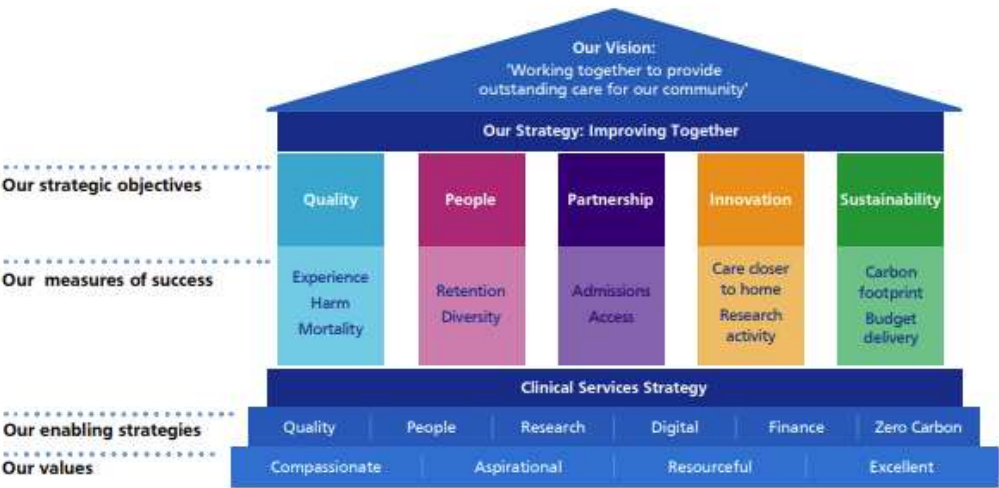 Our Vision:
'Working together to provide
outstanding care for our community'
Our Strategy: Improving Together
Our strategic objectives
Quality
People
Partnership
Innovation
Sustainability
Our measures of success
Experience
Harm
Mortality
Retention
Diversity
Admissions
Access
Care closer
to home
Research
activity
Carbon
footprint
Budget
delivery
Clinical Services Strategy
Our enabling strategies
Quality
People
Research
Digital
Finance
Zero Carbon
Our values
Compassionate
Aspirational
Resourceful
Excellent